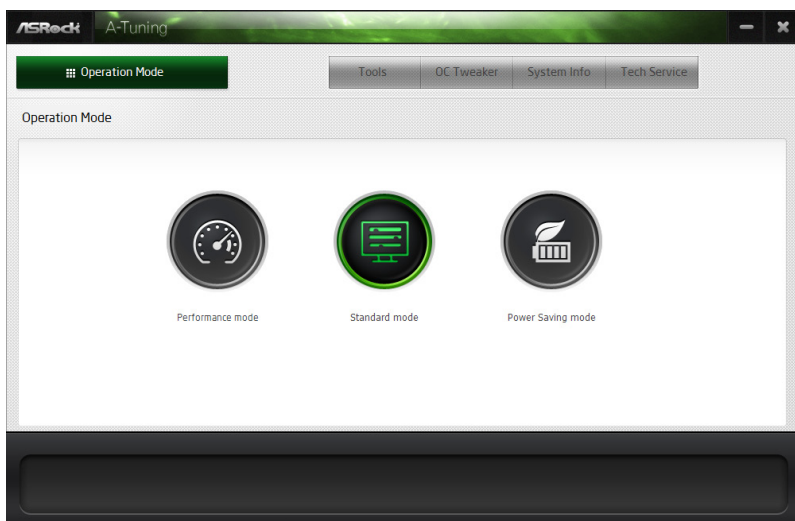 ASRock A-Tuning
Operation Mode Tools OC Tweaker System Info Tech Service
Operation Mode
Performance mode Standard mode Power Saving mode